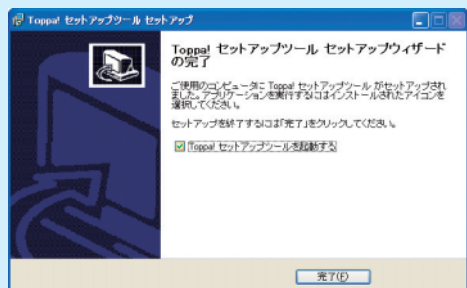 Toppa! セットアップツール セットアップ
Toppa! セットアップツール セットアップウィザード
の完了
ご使用のコンピュータに Toppa! セットアップツール がセットアップされ
ました。アプリケーションを実行するにはインストールされたアイコンを
選択してください。
セットアップを終了するには「完了」をクリックしてください。
Toppa! セットアップツールを起動する
完了(F)